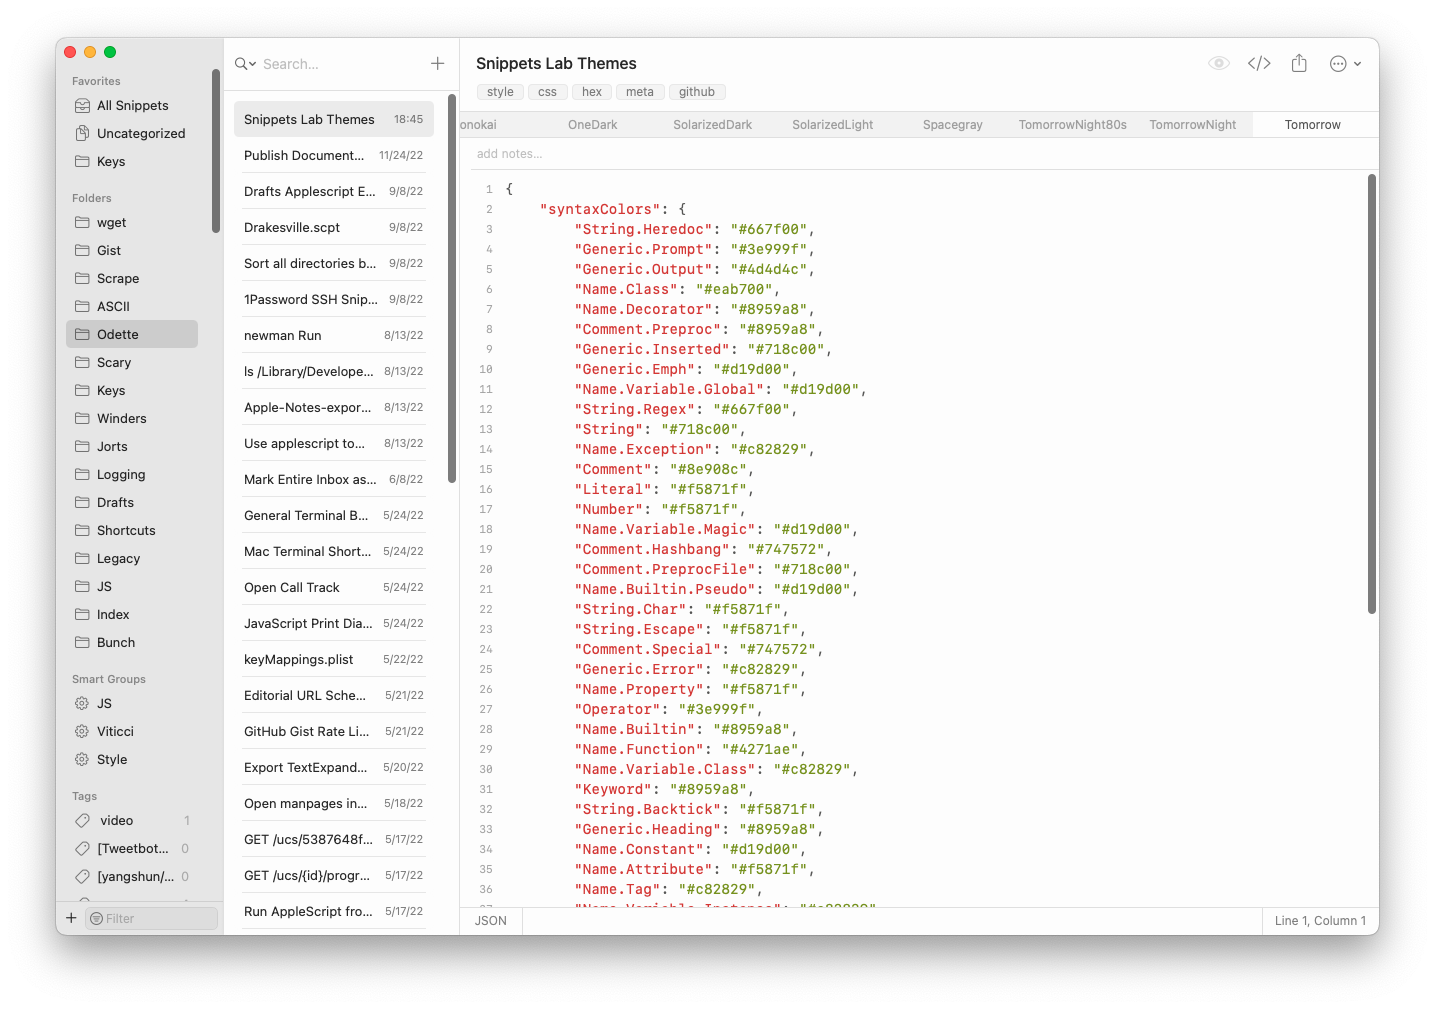 Favorites
All Snippets
Uncategorized
Keys
Folders
wget
Gist
Scrape
ASCII
Odette
Scary
Keys
Winders
Jorts
Logging
Drafts
Shortcuts
Legacy
JS
Index
Bunch
Smart Groups
JS
Viticci
Style
Tags
video 1
[Tweetbot... 0
[yangshun/... 0
+ Filter
Search... +
Snippets Lab Themes 18:45
Publish Document... 11/24/22
Drafts Applescript E... 9/8/22
Drakesville.scpt 9/8/22
Sort all directories b... 9/8/22
1Password SSH Snip... 9/8/22
newman Run 8/13/22
ls /Library/Develope... 8/13/22
Apple-Notes-expor... 8/13/22
Use applescript to... 8/13/22
Mark Entire Inbox as... 6/8/22
General Terminal B... 5/24/22
Mac Terminal Short... 5/24/22
Open Call Track 5/24/22
JavaScript Print Dia... 5/24/22
keyMappings.plist 5/22/22
Editorial URL Sche... 5/21/22
GitHub Gist Rate Li... 5/21/22
Export TextExpand... 5/20/22
Open manpages in... 5/18/22
GET /ucs/5387648f... 5/17/22
GET /ucs/{id}/progr... 5/17/22
Run AppleScript fro... 5/17/22
Snippets Lab Themes
style css hex meta github
onokai OneDark SolarizedDark SolarizedLight Spacegray TomorrowNight80s TomorrowNight Tomorrow
add notes...
1 {
2 "syntaxColors": {
3 "String.Heredoc": "#667f00",
4 "Generic.Prompt": "#3e999f",
5 "Generic.Output": "#4d4d4c",
6 "Name.Class": "#eab700",
7 "Name.Decorator": "#8959a8",
8 "Comment.Preproc": "#8959a8",
9 "Generic.Inserted": "#718c00",
10 "Generic.Emph": "#d19d00",
11 "Name.Variable.Global": "#d19d00",
12 "String.Regex": "#667f00",
13 "String": "#718c00",
14 "Name.Exception": "#c82829",
15 "Comment": "#8e908c",
16 "Literal": "#f5871f",
17 "Number": "#f5871f",
18 "Name.Variable.Magic": "#d19d00",
19 "Comment.Hashbang": "#747572",
20 "Comment.PreprocFile": "#718c00",
21 "Name.Builtin.Pseudo": "#d19d00",
22 "String.Char": "#f5871f",
23 "String.Escape": "#f5871f",
24 "Comment.Special": "#747572",
25 "Generic.Error": "#c82829",
26 "Name.Property": "#f5871f",
27 "Operator": "#3e999f",
28 "Name.Builtin": "#8959a8",
29 "Name.Function": "#4271ae",
30 "Name.Variable.Class": "#c82829",
31 "Keyword": "#8959a8",
32 "String.Backtick": "#f5871f",
33 "Generic.Heading": "#8959a8",
34 "Name.Constant": "#d19d00",
35 "Name.Attribute": "#f5871f",
36 "Name.Tag": "#c82829",
JSON
Line 1, Column 1